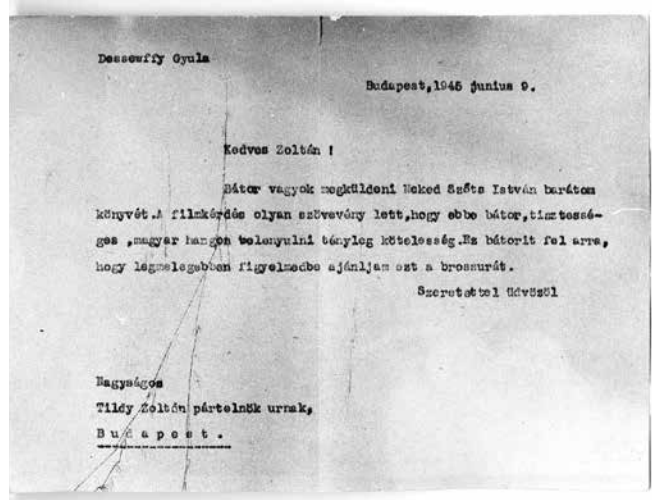 Dessewffy Gyula
Budapest,1945 junius 9.
Kedves Zoltán !
Bátor vagyok megküldeni Neked Szőts István barátom
könyvét.A filmkérdés olyan szövevény lett,hogy ebbe bátor,tisztessé-
ges ,magyar hangon belenyulni tényleg kötelesség.Ez bátorit fel arra,
hogy legmelegebben figyelmedbe ajánljam ezt a brossurát.
Szeretettel üdvözöl
Nagyságos
Tildy Zoltán pártelnök urnak,
B u d a p e s t .